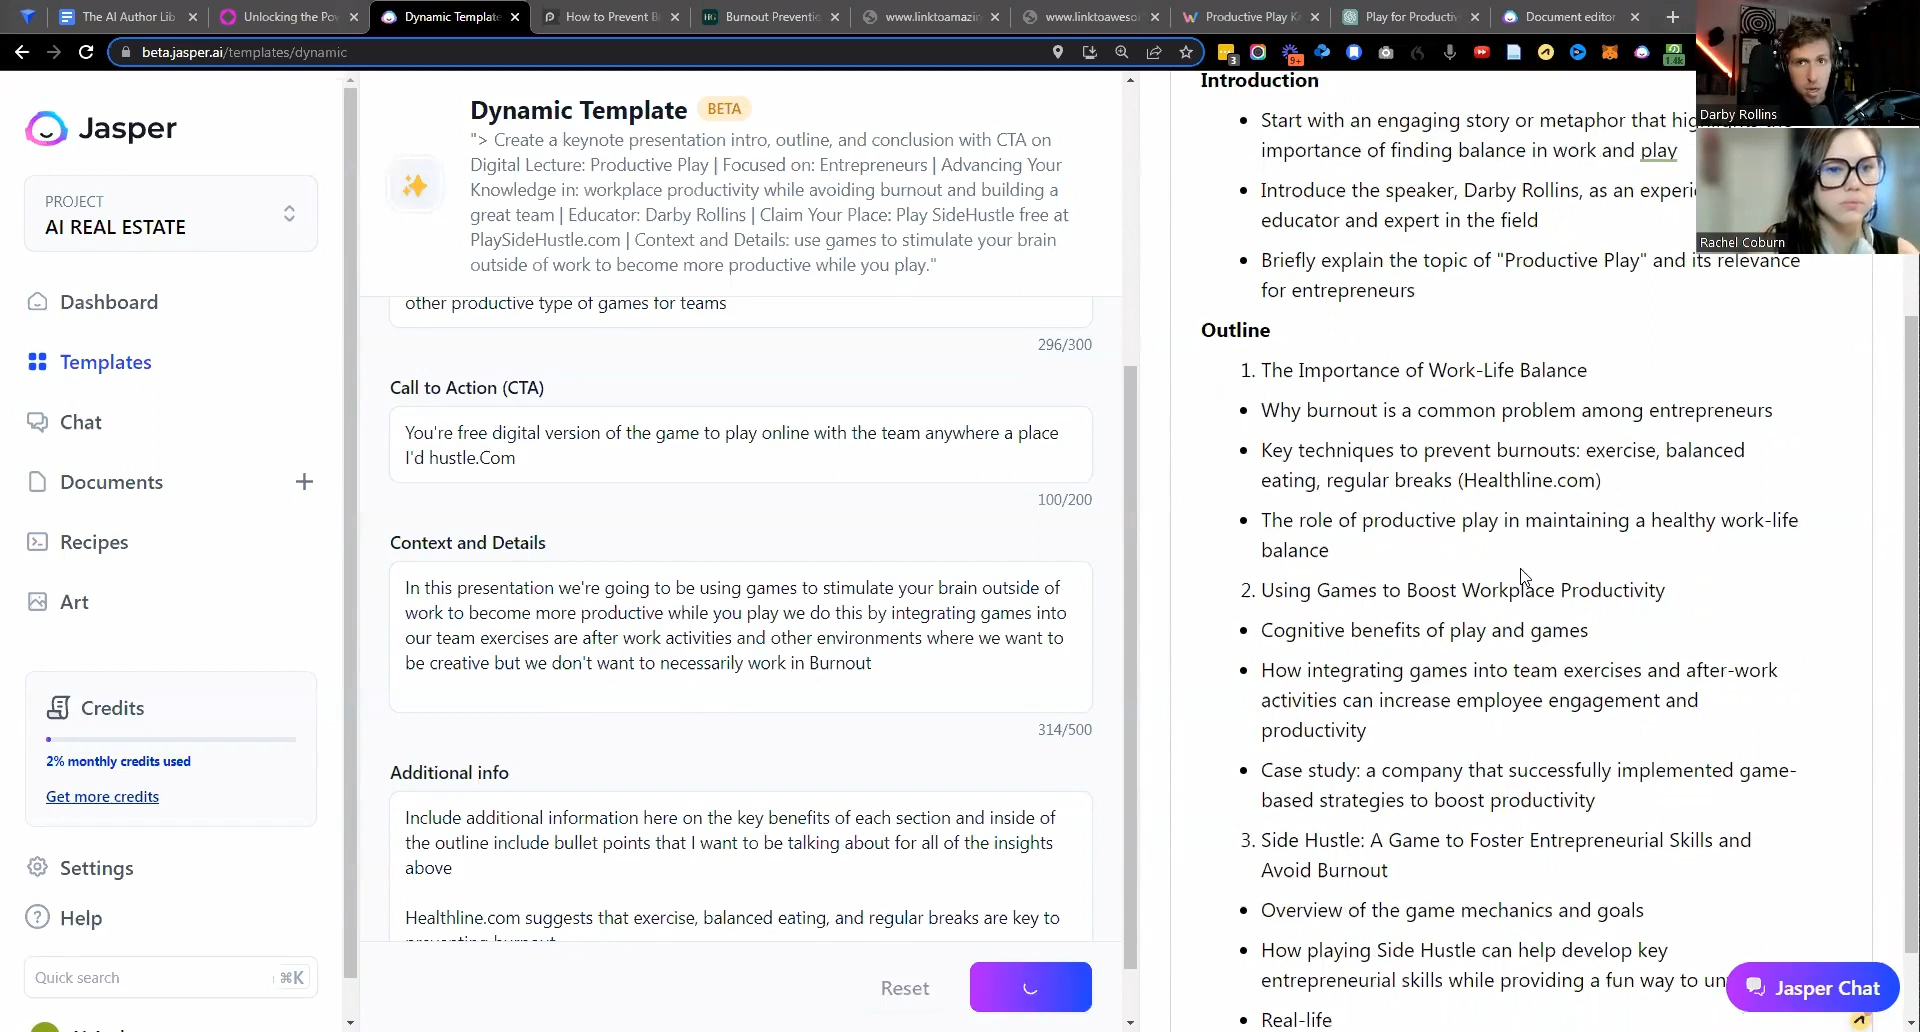 The AI Author Lib
Unlocking the Po
Dynamic Template
How to Prevent B
Burnout Preventi
www.linktoamazin
www.linktoaweso
Productive Play K
Play for Producti
Document editor
beta.jasper.ai/templates/dynamic
3
9+
1.4k
Darby Rollins
Rachel Coburn
Jasper
PROJECT
AI REAL ESTATE
Dashboard
Templates
Chat
Documents
Recipes
Art
Credits
2% monthly credits used
Get more credits
Settings
Help
Quick search
⌘K
Dynamic Template BETA
"> Create a keynote presentation intro, outline, and conclusion with CTA on
Digital Lecture: Productive Play | Focused on: Entrepreneurs | Advancing Your
Knowledge in: workplace productivity while avoiding burnout and building a
great team | Educator: Darby Rollins | Claim Your Place: Play SideHustle free at
PlaySideHustle.com | Context and Details: use games to stimulate your brain
outside of work to become more productive while you play."
other productive type of games for teams
296/300
Call to Action (CTA)
You're free digital version of the game to play online with the team anywhere a place
I'd hustle.Com
100/200
Context and Details
In this presentation we're going to be using games to stimulate your brain outside of
work to become more productive while you play we do this by integrating games into
our team exercises are after work activities and other environments where we want to
be creative but we don't want to necessarily work in Burnout
314/500
Additional info
Include additional information here on the key benefits of each section and inside of
the outline include bullet points that I want to be talking about for all of the insights
above
Healthline.com suggests that exercise, balanced eating, and regular breaks are key to
Reset
Introduction
• Start with an engaging story or metaphor that
importance of finding balance in work and play
• Introduce the speaker, Darby Rollins, as an
educator and expert in the field
• Briefly explain the topic of "Productive Play" and its relevance
for entrepreneurs
Outline
1. The Importance of Work-Life Balance
• Why burnout is a common problem among entrepreneurs
• Key techniques to prevent burnouts: exercise, balanced
eating, regular breaks (Healthline.com)
• The role of productive play in maintaining a healthy work-life
balance
2. Using Games to Boost Workplace Productivity
• Cognitive benefits of play and games
• How integrating games into team exercises and after-work
activities can increase employee engagement and
productivity
• Case study: a company that successfully implemented game-
based strategies to boost productivity
3. Side Hustle: A Game to Foster Entrepreneurial Skills and
Avoid Burnout
• Overview of the game mechanics and goals
• How playing Side Hustle can help develop key
entrepreneurial skills while providing a fun way to
• Real-life
Jasper Chat